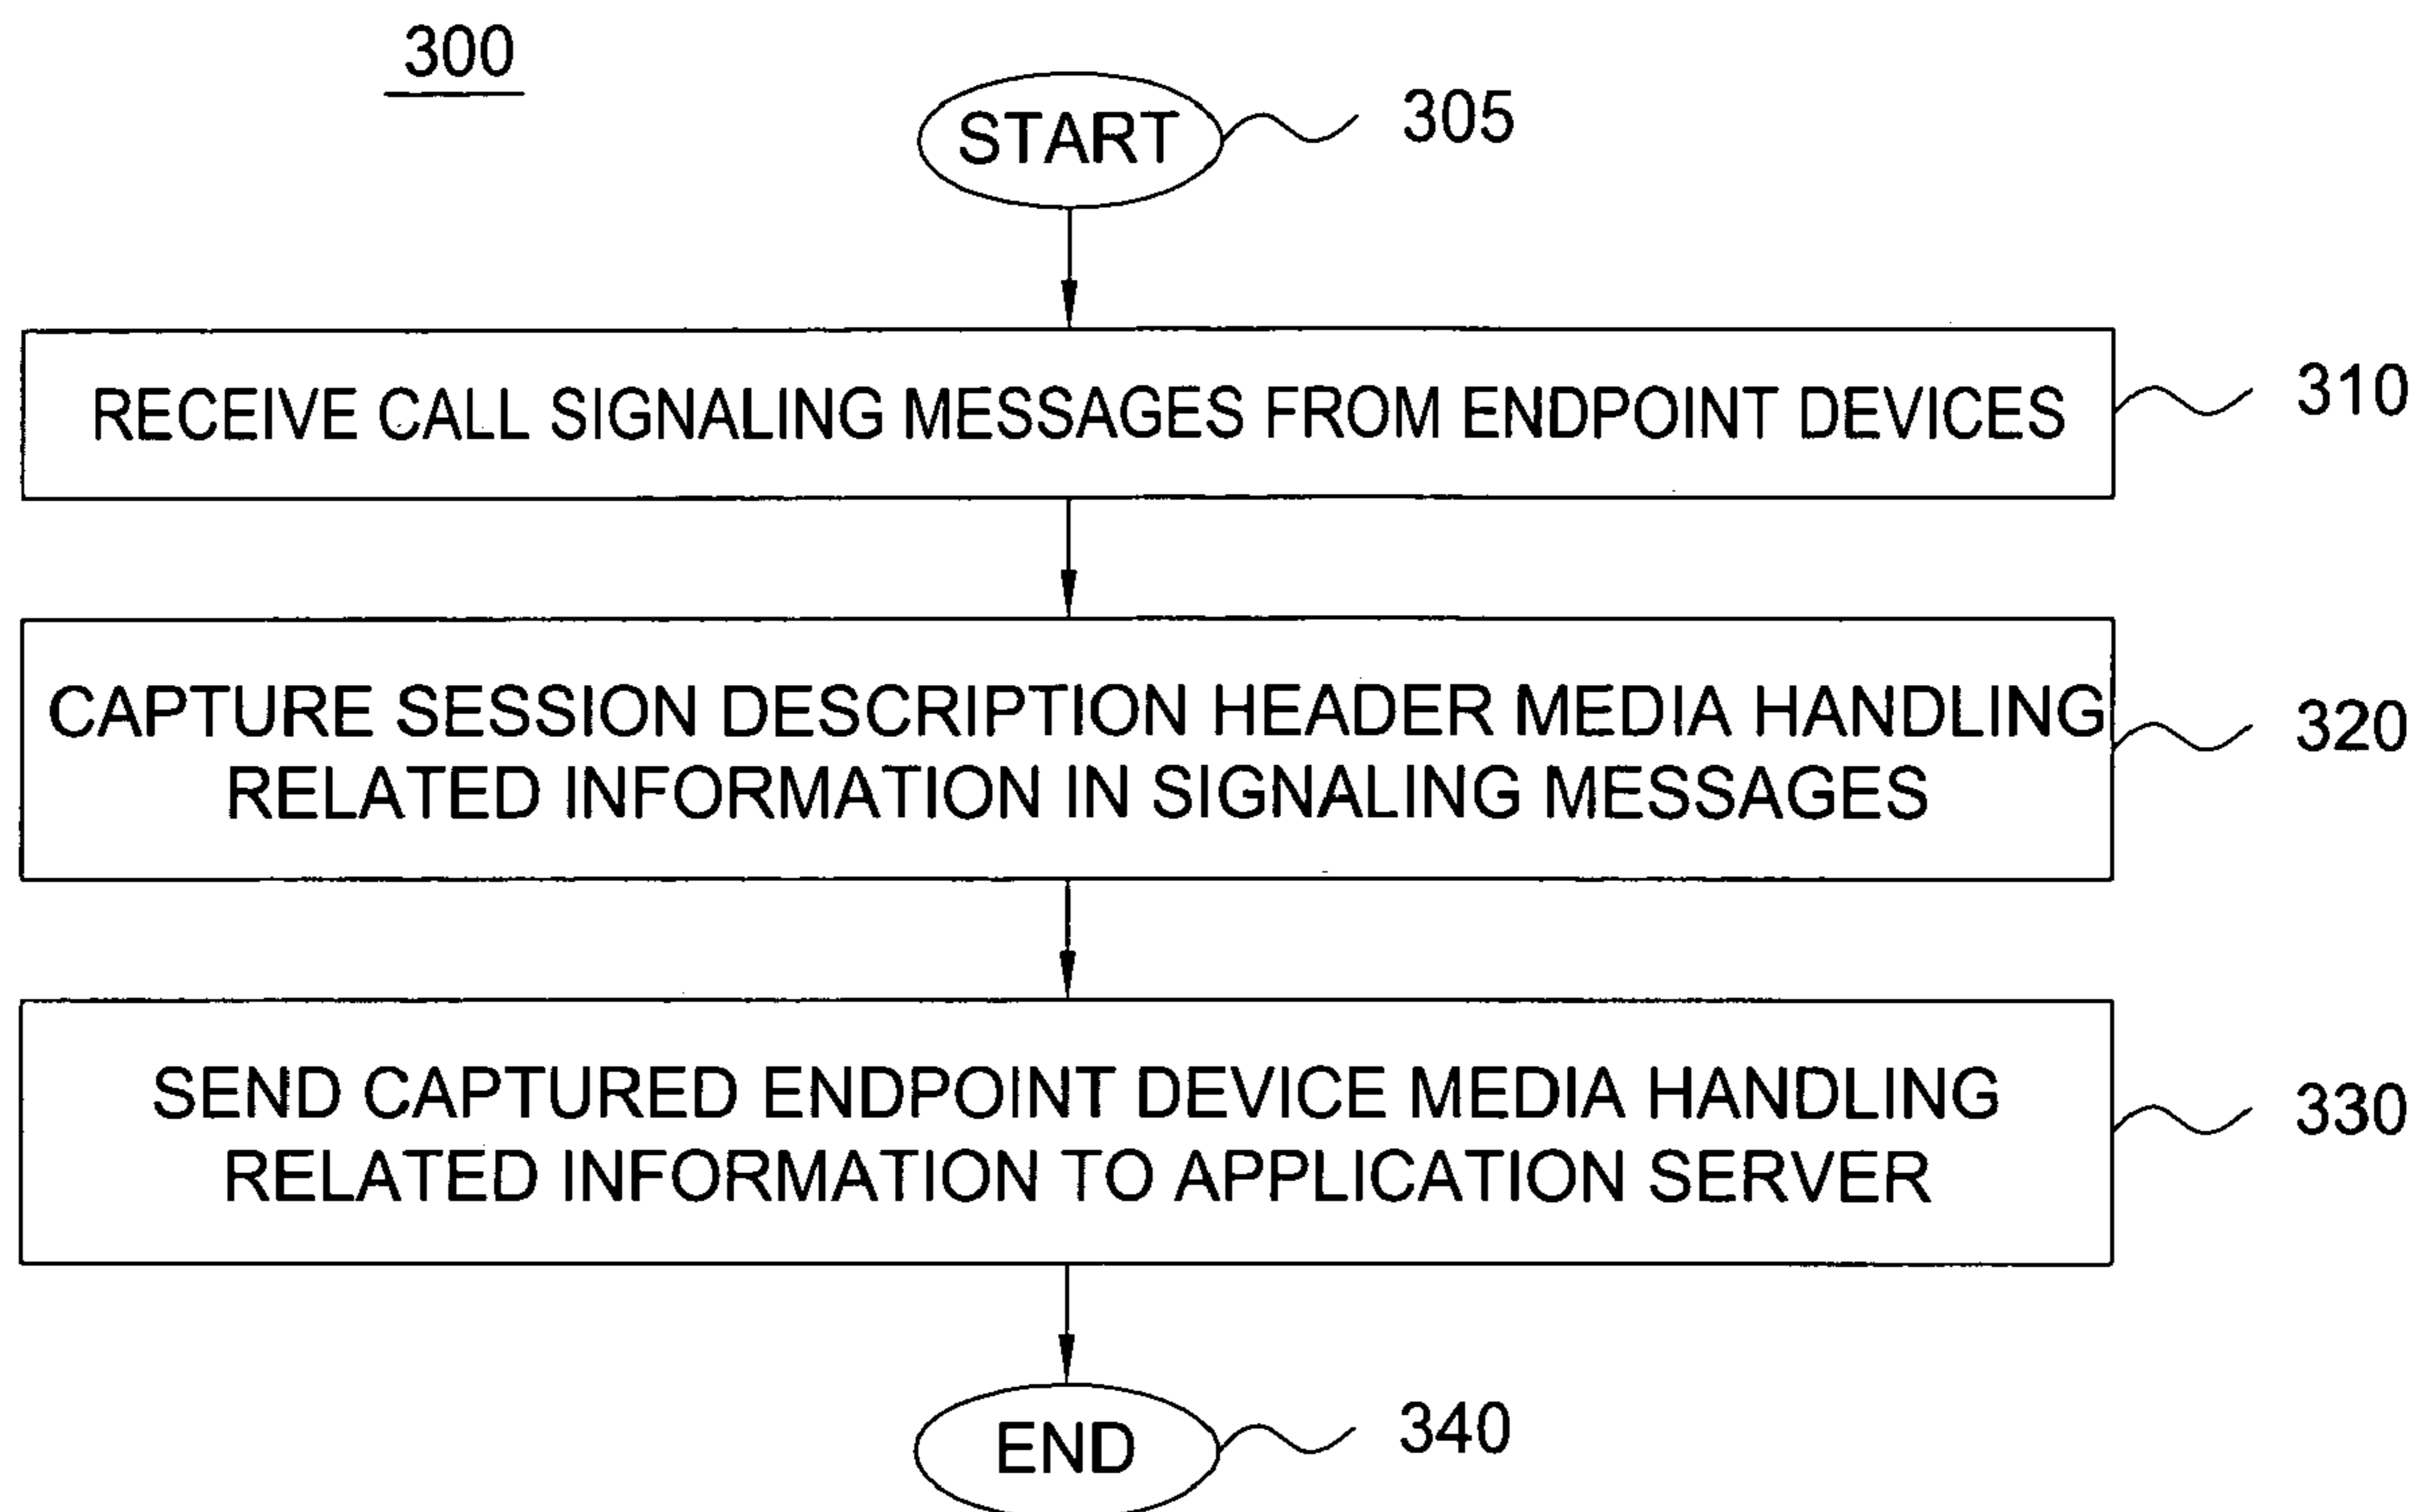 300
START
305
RECEIVE CALL SIGNALING MESSAGES FROM ENDPOINT DEVICES
310
CAPTURE SESSION DESCRIPTION HEADER MEDIA HANDLING
RELATED INFORMATION IN SIGNALING MESSAGES
320
SEND CAPTURED ENDPOINT DEVICE MEDIA HANDLING
RELATED INFORMATION TO APPLICATION SERVER
330
END
340